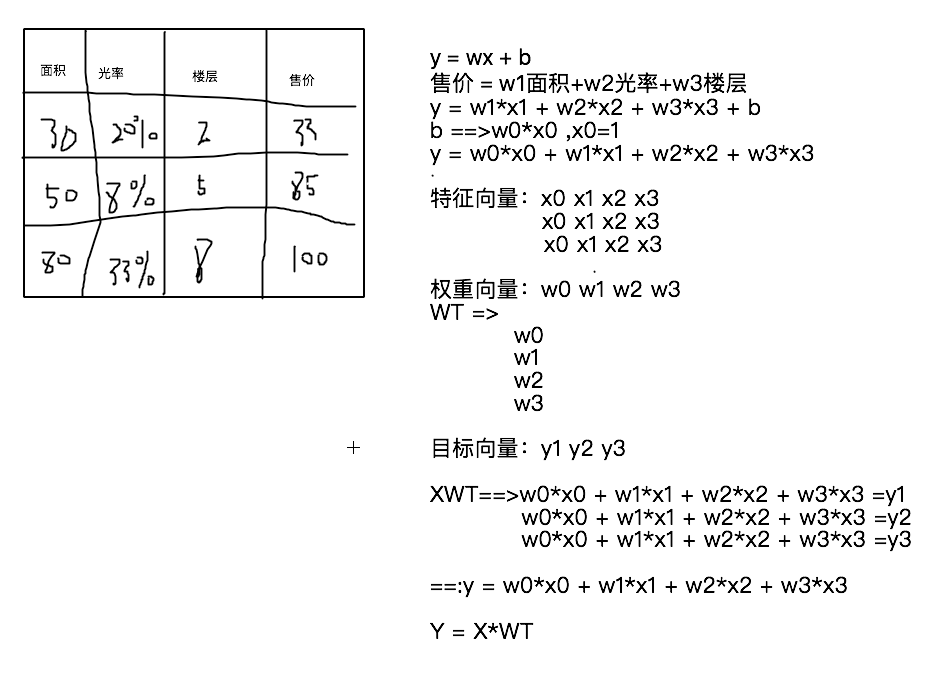 面积 光率 楼层 售价
30 20% 2 33
50 8% 5 85
80 33% 8 100
y = wx + b
售价 = w1面积+w2光率+w3楼层
y = w1*x1 + w2*x2 + w3*x3 + b
b ==>w0*x0 ,x0=1
y = w0*x0 + w1*x1 + w2*x2 + w3*x3
特征向量：x0 x1 x2 x3
x0 x1 x2 x3
x0 x1 x2 x3
权重向量：w0 w1 w2 w3
WT =>
w0
w1
w2
w3
目标向量：y1 y2 y3
XWT==>w0*x0 + w1*x1 + w2*x2 + w3*x3 =y1
w0*x0 + w1*x1 + w2*x2 + w3*x3 =y2
w0*x0 + w1*x1 + w2*x2 + w3*x3 =y3
==:y = w0*x0 + w1*x1 + w2*x2 + w3*x3
Y = X*WT